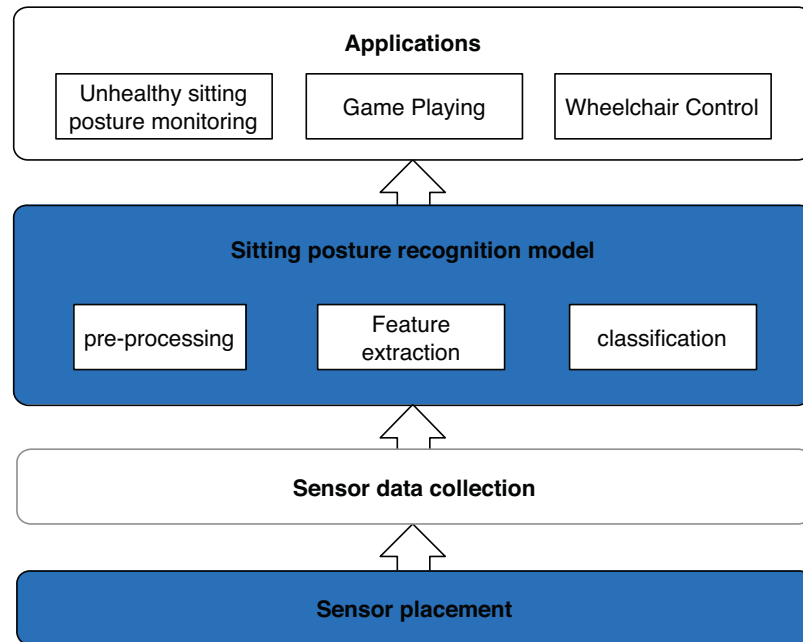 Applications
Unhealthy sitting
posture monitoring
Game Playing
Wheelchair Control
Sitting posture recognition model
pre-processing
Feature
extraction
classification
Sensor data collection
Sensor placement